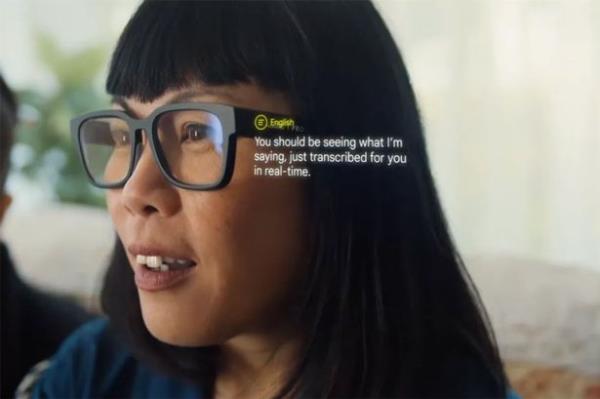 English
You should be seeing what I'm
saying, just transcribed for you
in real-time.